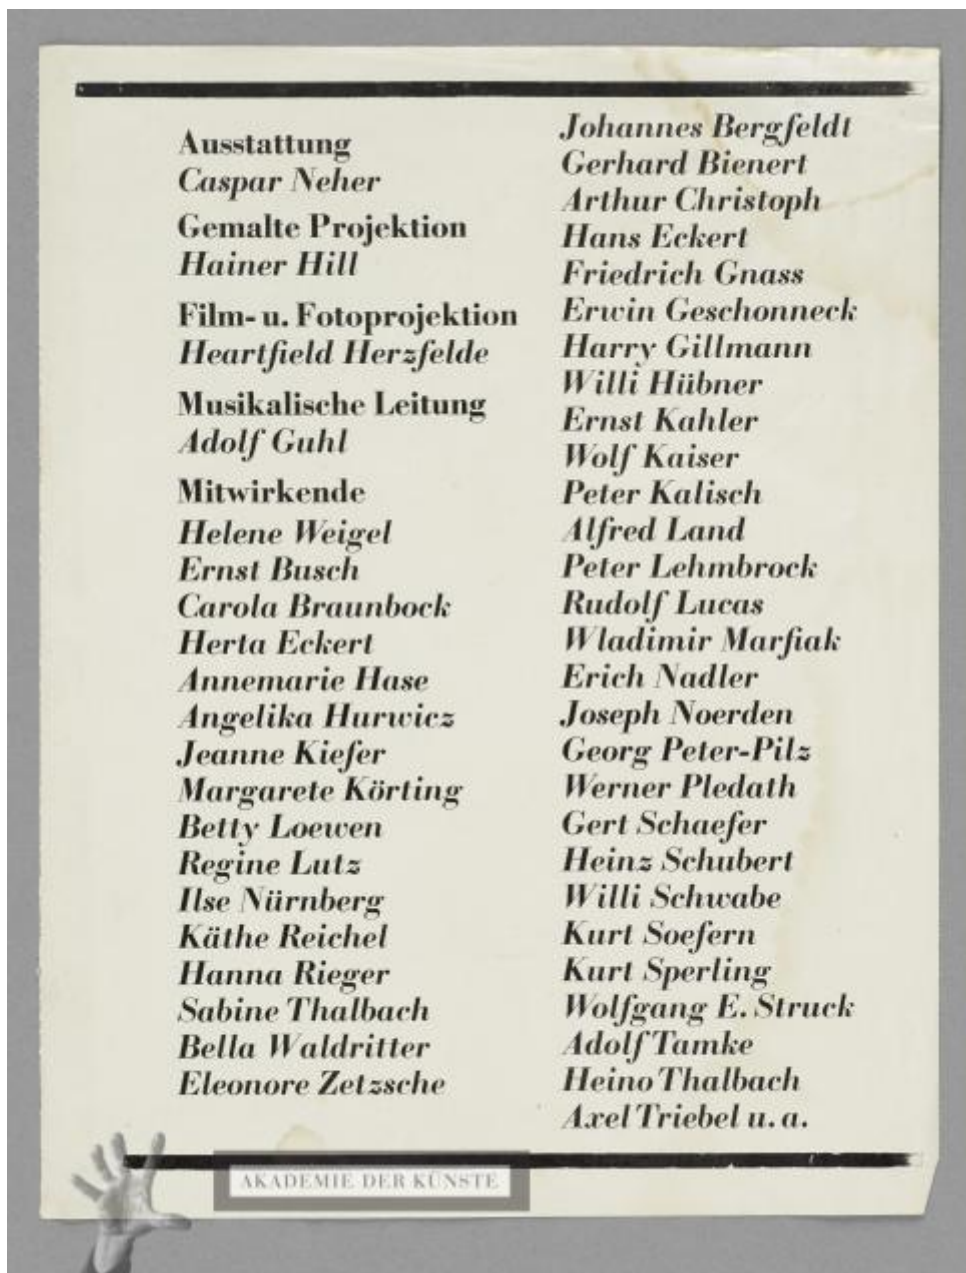 Ausstattung
Caspar Neher
Gemalte Projektion
Hainer Hill
Film- u. Fotoprojektion
Heartfield Herzfelde
Musikalische Leitung
Adolf Guhl
Mitwirkende
Helene Weigel
Ernst Busch
Carola Braunbock
Herta Eckert
Annemarie Hase
Angelika Hurwicz
Jeanne Kiefer
Margarete Körting
Betty Loewen
Regine Lutz
Ilse Nürnberg
Käthe Reichel
Hanna Rieger
Sabine Thalbach
Bella Waldritter
Eleonore Zetzsche
Johannes Bergfeldt
Gerhard Bienert
Arthur Christoph
Hans Eckert
Friedrich Gnass
Erwin Geschonneck
Harry Gillmann
Willi Hübner
Ernst Kahler
Wolf Kaiser
Peter Kalisch
Alfred Land
Peter Lehmbrock
Rudolf Lucas
Wladimir Marfiak
Erich Nadler
Joseph Noerden
Georg Peter-Pilz
Werner Pledath
Gert Schaefer
Heinz Schubert
Willi Schwabe
Kurt Soefern
Kurt Sperling
Wolfgang E. Struck
Adolf Tamke
Heino Thalbach
Axel Triebel u. a.
AKADEMIE DER KÜNSTE